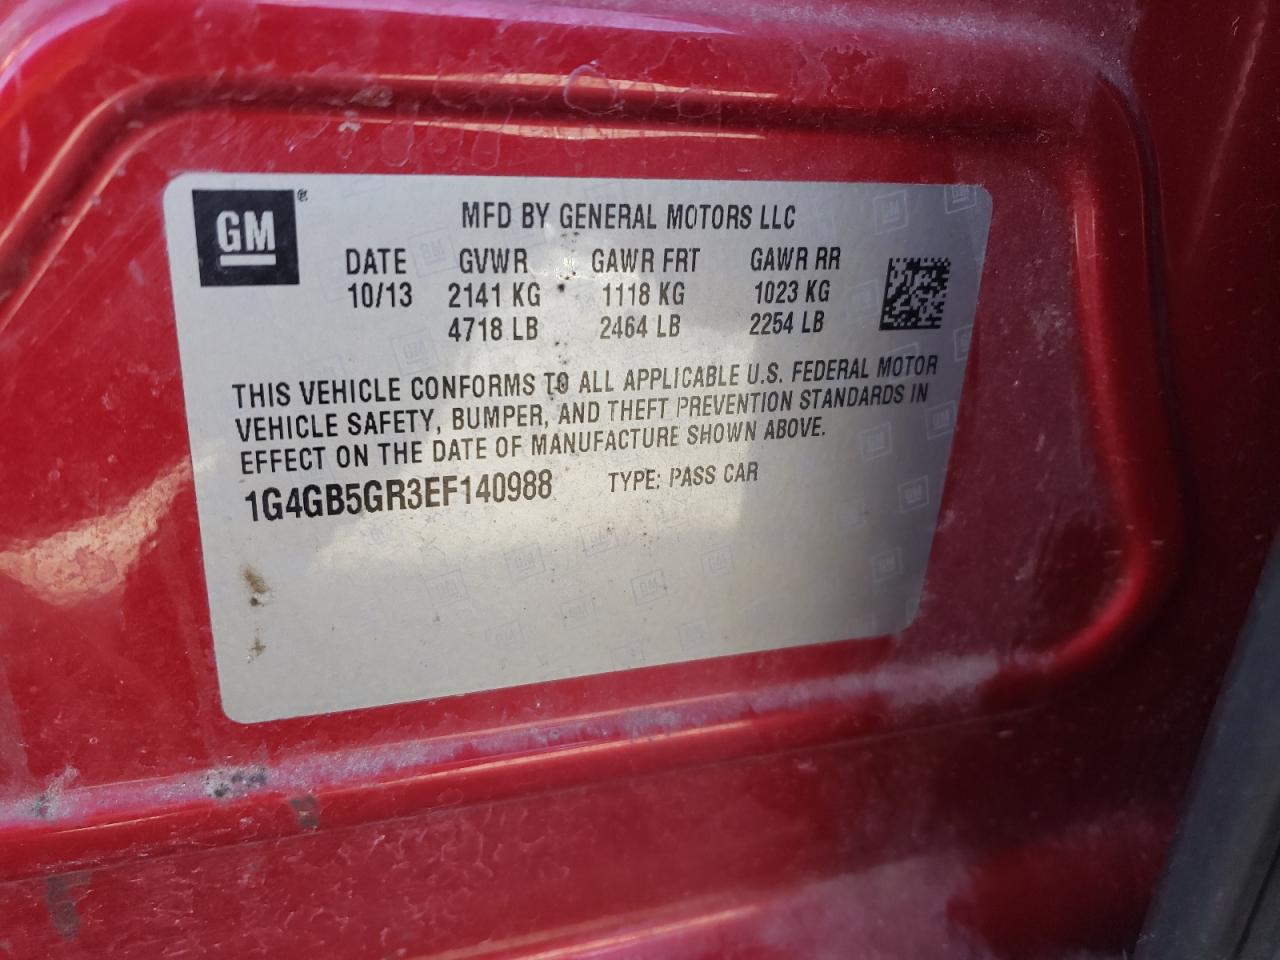 GM ®
MFD BY GENERAL MOTORS LLC
DATE GVWR GAWR FRT GAWR RR
10/13 2141 KG 1118 KG 1023 KG
4718 LB 2464 LB 2254 LB
THIS VEHICLE CONFORMS TO ALL APPLICABLE U.S. FEDERAL MOTOR
VEHICLE SAFETY, BUMPER, AND THEFT PREVENTION STANDARDS IN
EFFECT ON THE DATE OF MANUFACTURE SHOWN ABOVE.
1G4GB5GR3EF140988 TYPE: PASS CAR